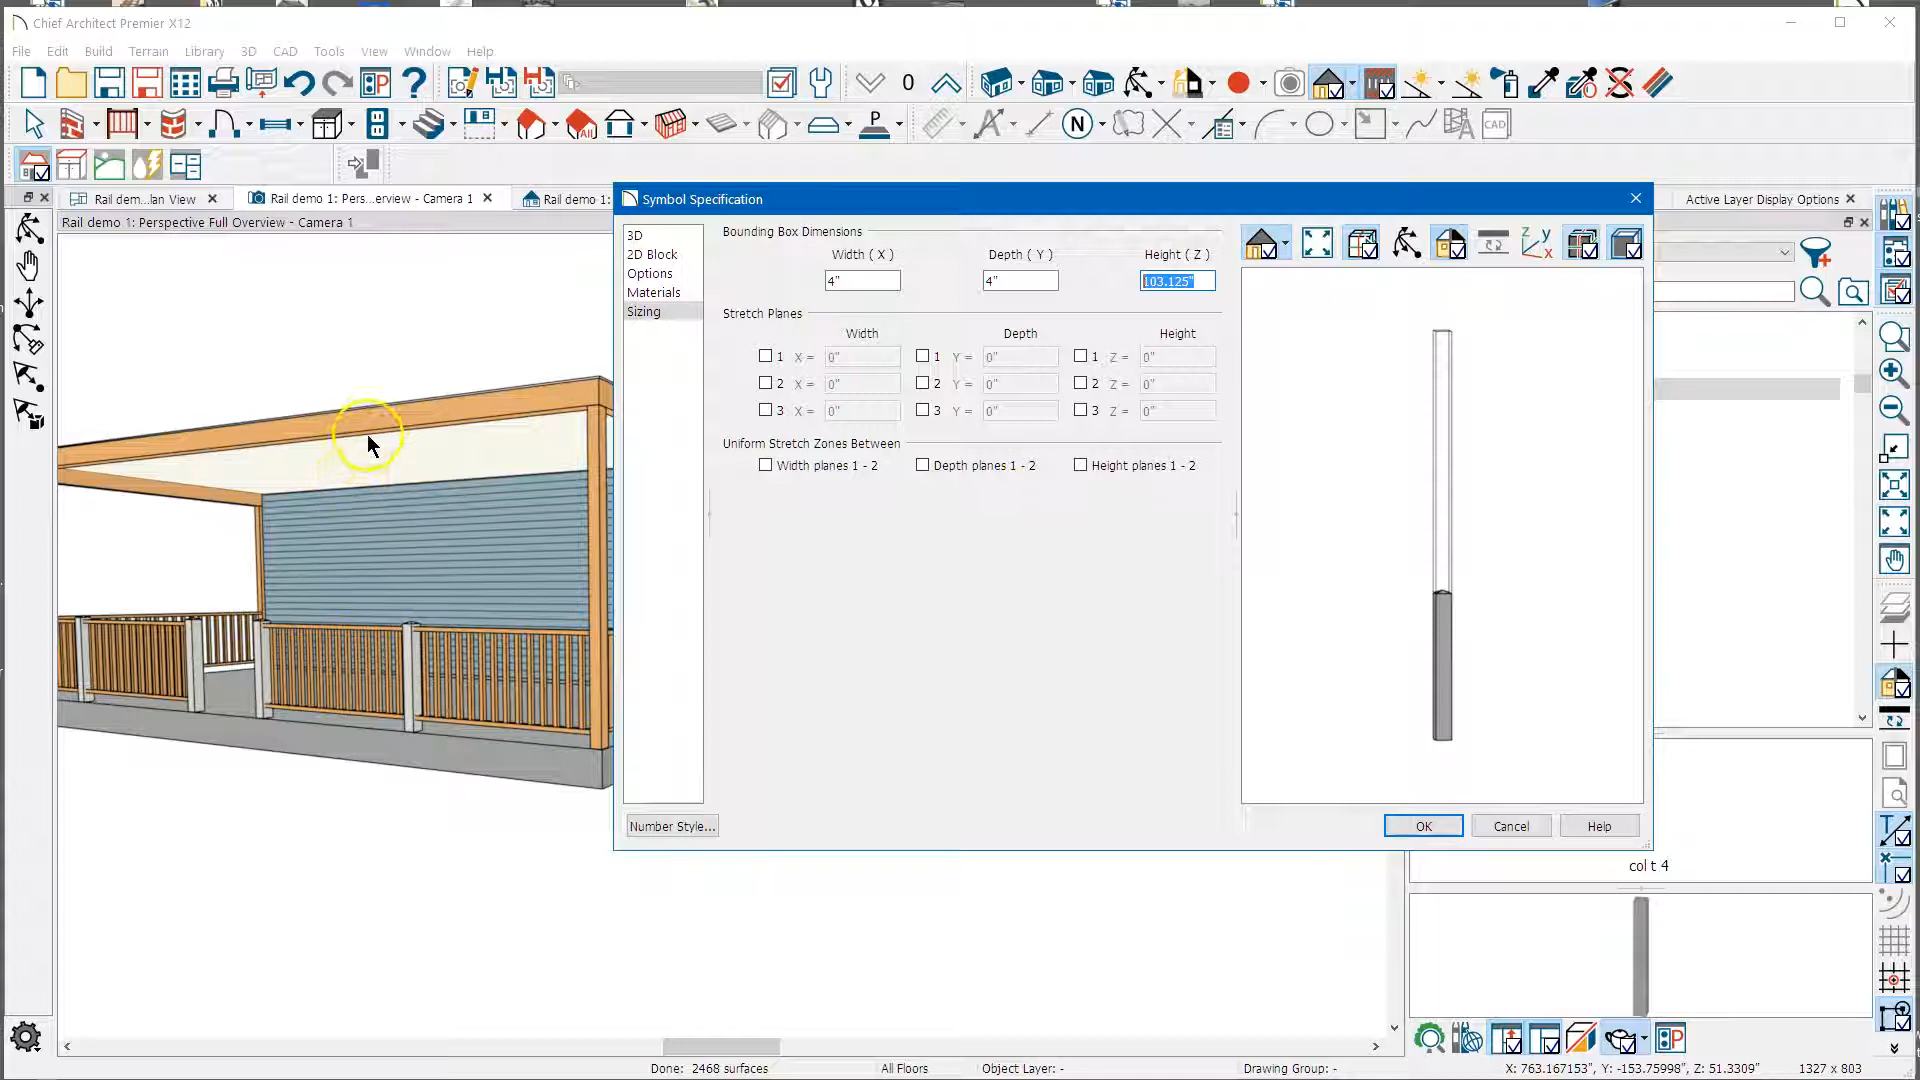 Chief Architect Premier X12
File Edit Build Terrain Library 3D CAD Tools View Window Help
0
All
P
N
CAD
Rail dem...lan View
Rail demo 1: Pers...erview - Camera 1
Rail demo 1:
Active Layer Display Options
Rail demo 1: Perspective Full Overview - Camera 1
Symbol Specification
3D
2D Block
Options
Materials
Sizing
Bounding Box Dimensions
Width ( X ) Depth ( Y ) Height ( Z )
4" 4" 103.125"
Stretch Planes
Width Depth Height
1 X = 0" 1 Y = 0" 1 Z = 0"
2 X = 0" 2 Y = 0" 2 Z = 0"
3 X = 0" 3 Y = 0" 3 Z = 0"
Uniform Stretch Zones Between
Width planes 1 - 2 Depth planes 1 - 2 Height planes 1 - 2
Number Style...
OK Cancel Help
col t 4
Done: 2468 surfaces All Floors Object Layer: - Drawing Group: - X: 763.167153", Y: -153.75998", Z: 51.3309" 1327 x 803